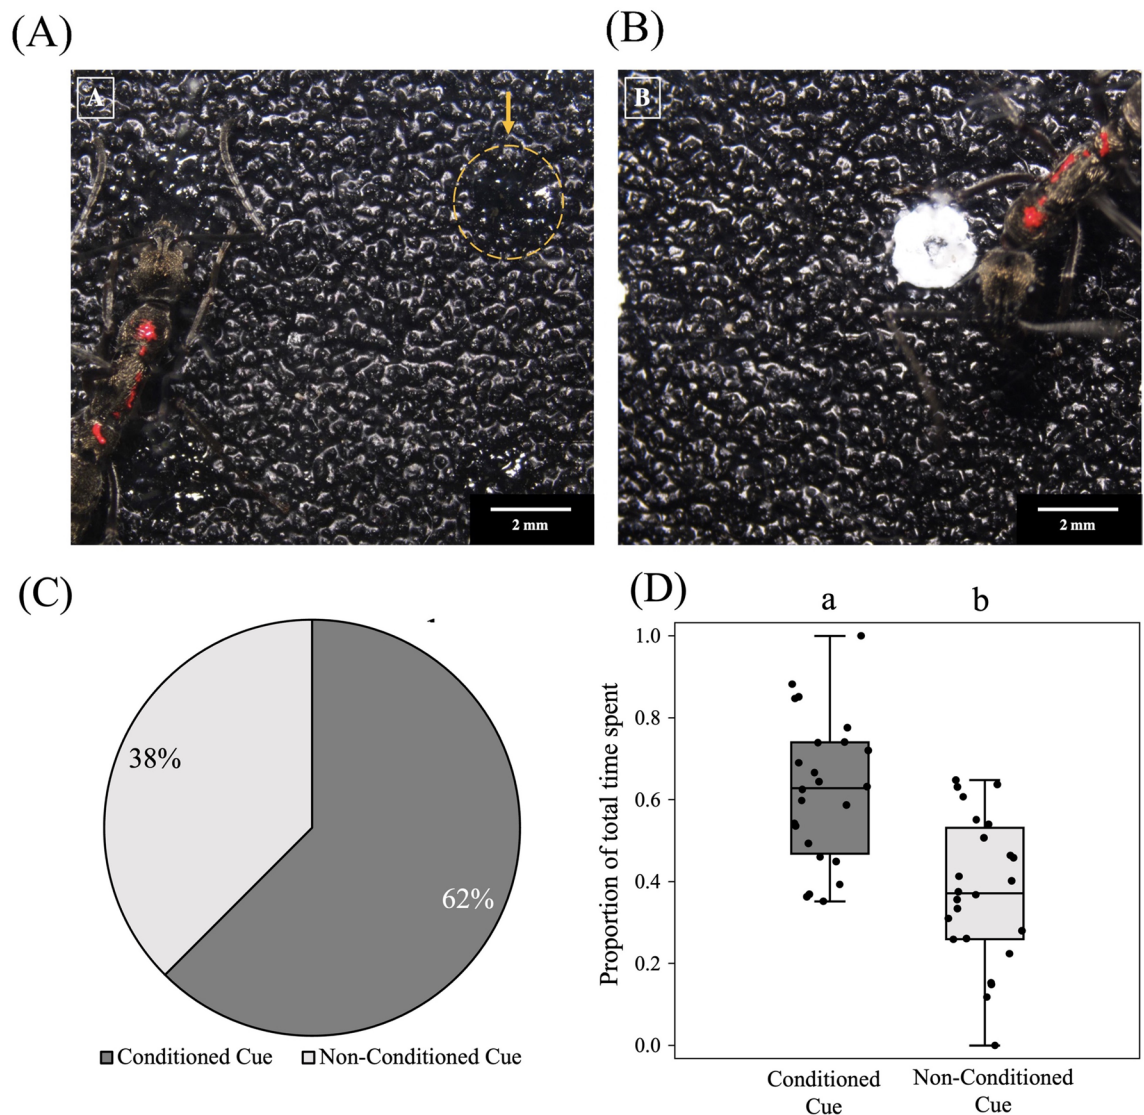 (A)
(B)
A
B
2 mm
2 mm
(C)
(D)
a
b
38%
62%
Conditioned Cue
Non-Conditioned Cue
Proportion of total time spent
1.0
0.8
0.6
0.4
0.2
0.0
Conditioned
Cue
Non-Conditioned
Cue